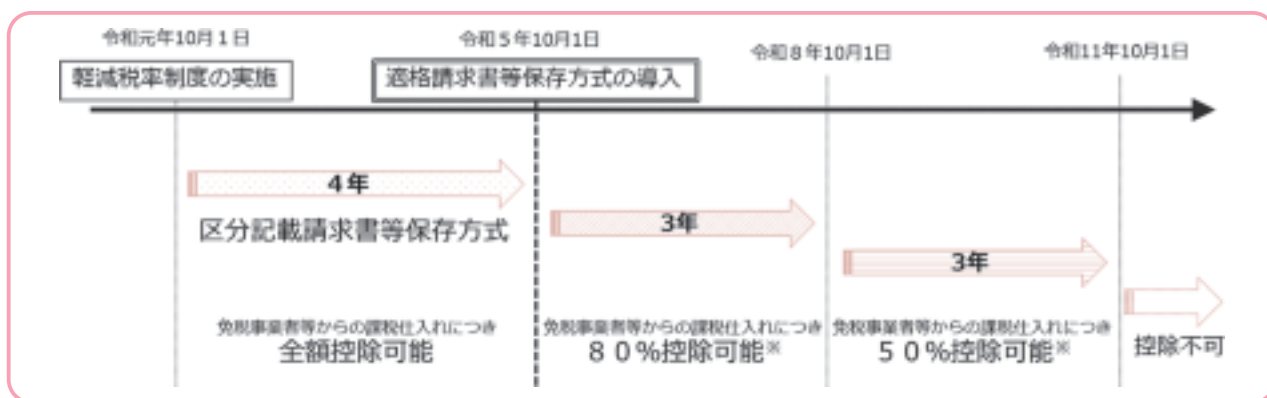 令和元年10月1日
令和5年10月1日
令和8年10月1日
令和11年10月1日
軽減税率制度の実施
適格請求書等保存方式の導入
4年
区分記載請求書等保存方式
3年
3年
免税事業者等からの課税仕入れにつき
全額控除可能
免税事業者等からの課税仕入れにつき
80%控除可能※
免税事業者等からの課税仕入れにつき
50%控除可能※
控除不可